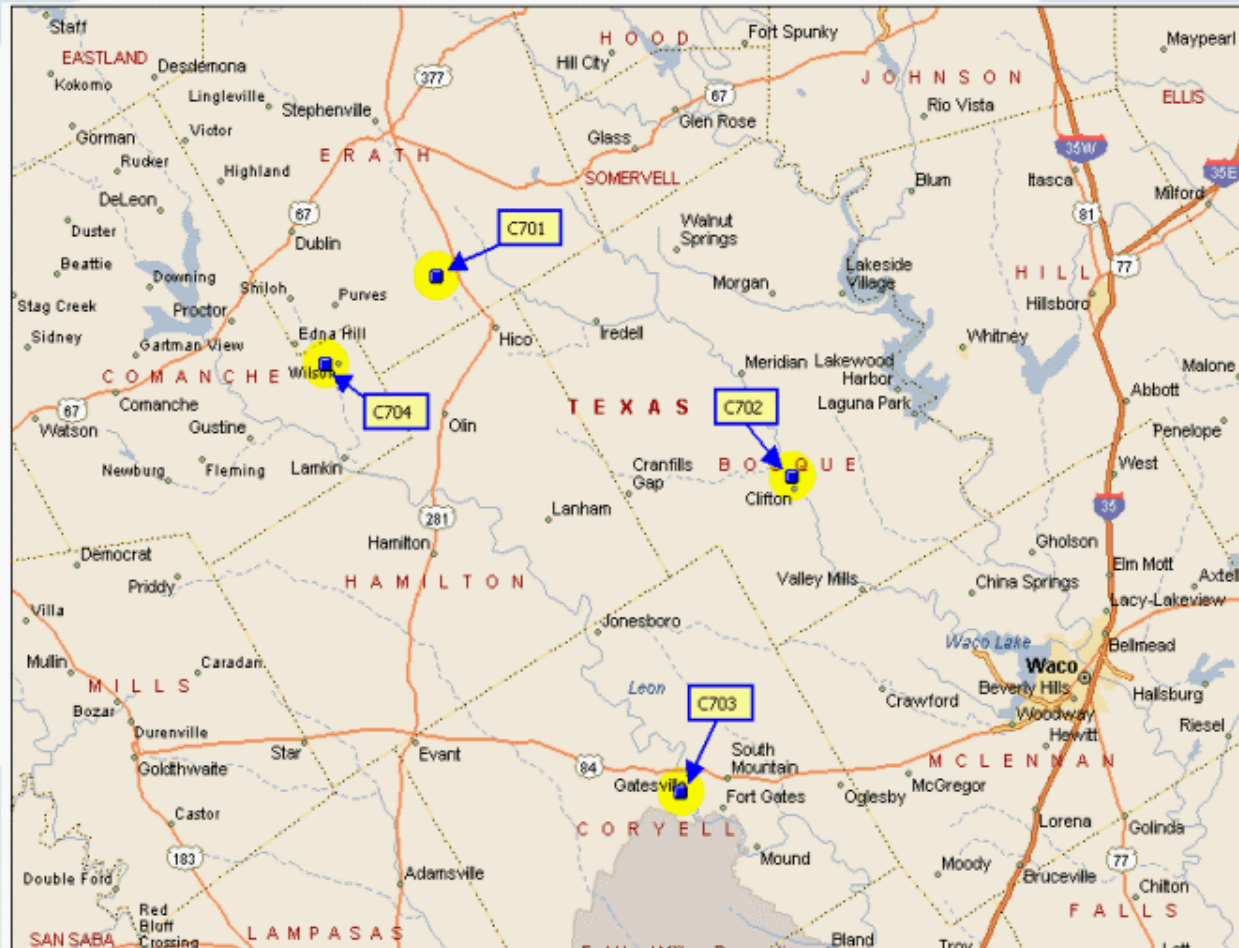 Staff
HOOD
Fort Spunky
Maypearl
EASTLAND
Desdemona
Hill City
JOHNSON
377
Kokomo
Lingleville
67
ELLIS
Stephenville
Rio Vista
Gorman
Victor
Glass
Glen Rose
35W
Rucker
ERATH
Highland
SOMERVELL
Blum
Itasca
35E
Milford
DeLeon
67
81
Duster
Dublin
C701
Walnut
Springs
Beattie
Downing
Lakeside
Village
HILL
77
Shiloh
Purves
Morgan
Hillsboro
Stag Creek
Proctor
Sidney
Edna Hill
Hico
Iredell
Whitney
Gartman View
Meridian
Lakewood
Harbor
Malone
COMANCHE
Abbott
67
Comanche
C704
TEXAS
C702
Laguna Park
Watson
Gustine
Olin
Penelope
Newburg
Fleming
Lamkin
Cranfills
Gap
BOSQUE
West
Clifton
281
Lanham
35
Hamilton
Gholson
Democrat
Elm Mott
Priddy
HAMILTON
Valley Mills
China Springs
Axtell
Villa
Lacy-Lakeview
Jonesboro
Waco Lake
Bellmead
Mullin
Caradan
Waco
MILLS
Leon
Beverly Hills
Hallsburg
Bozar
C703
Crawford
Woodway
Riesel
Durenville
Hewitt
Star
Evant
South
Mountain
MCLENNAN
Goldthwaite
84
Gatesville
Fort Gates
Oglesby
McGregor
Castor
CORYELL
Lorena
Golinda
183
Mound
Moody
77
Double Ford
Adamsville
Bruceville
Chilton
Red
Bluff
Crossing
FALLS
SAN SABA
LAMPASAS
Bland
Troy